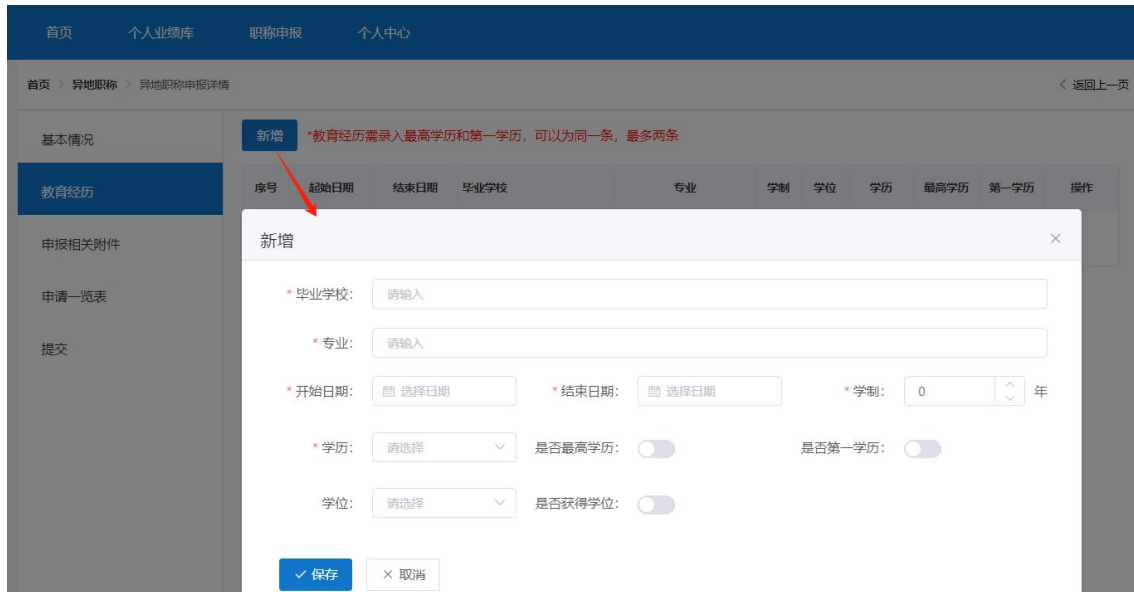 首页 个人业绩库 职称申报 个人中心
首页 > 异地职称 > 异地职称申报详情 < 返回上一页
基本情况
教育经历
申报相关附件
申请一览表
提交
新增 *教育经历需录入最高学历和第一学历，可以为同一条，最多两条
序号 起始日期 结束日期 毕业学校 专业 学制 学位 学历 最高学历 第一学历 操作
新增
* 毕业学校： 请输入
* 专业： 请输入
* 开始日期： 选择日期 * 结束日期： 选择日期 * 学制： 0 年
* 学历： 请选择 是否最高学历： 是否第一学历：
学位： 请选择 是否获得学位：
保存 取消